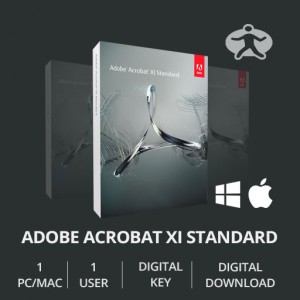 Adobe Acrobat XI Standard
ADOBE ACROBAT XI STANDARD
1 PC/MAC
1 USER
DIGITAL KEY
DIGITAL DOWNLOAD